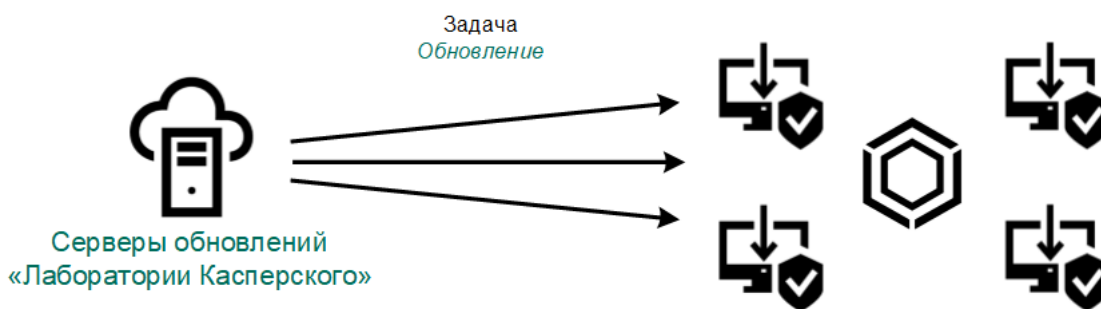 Задача
Обновление
Серверы обновлений
«Лаборатории Касперского»